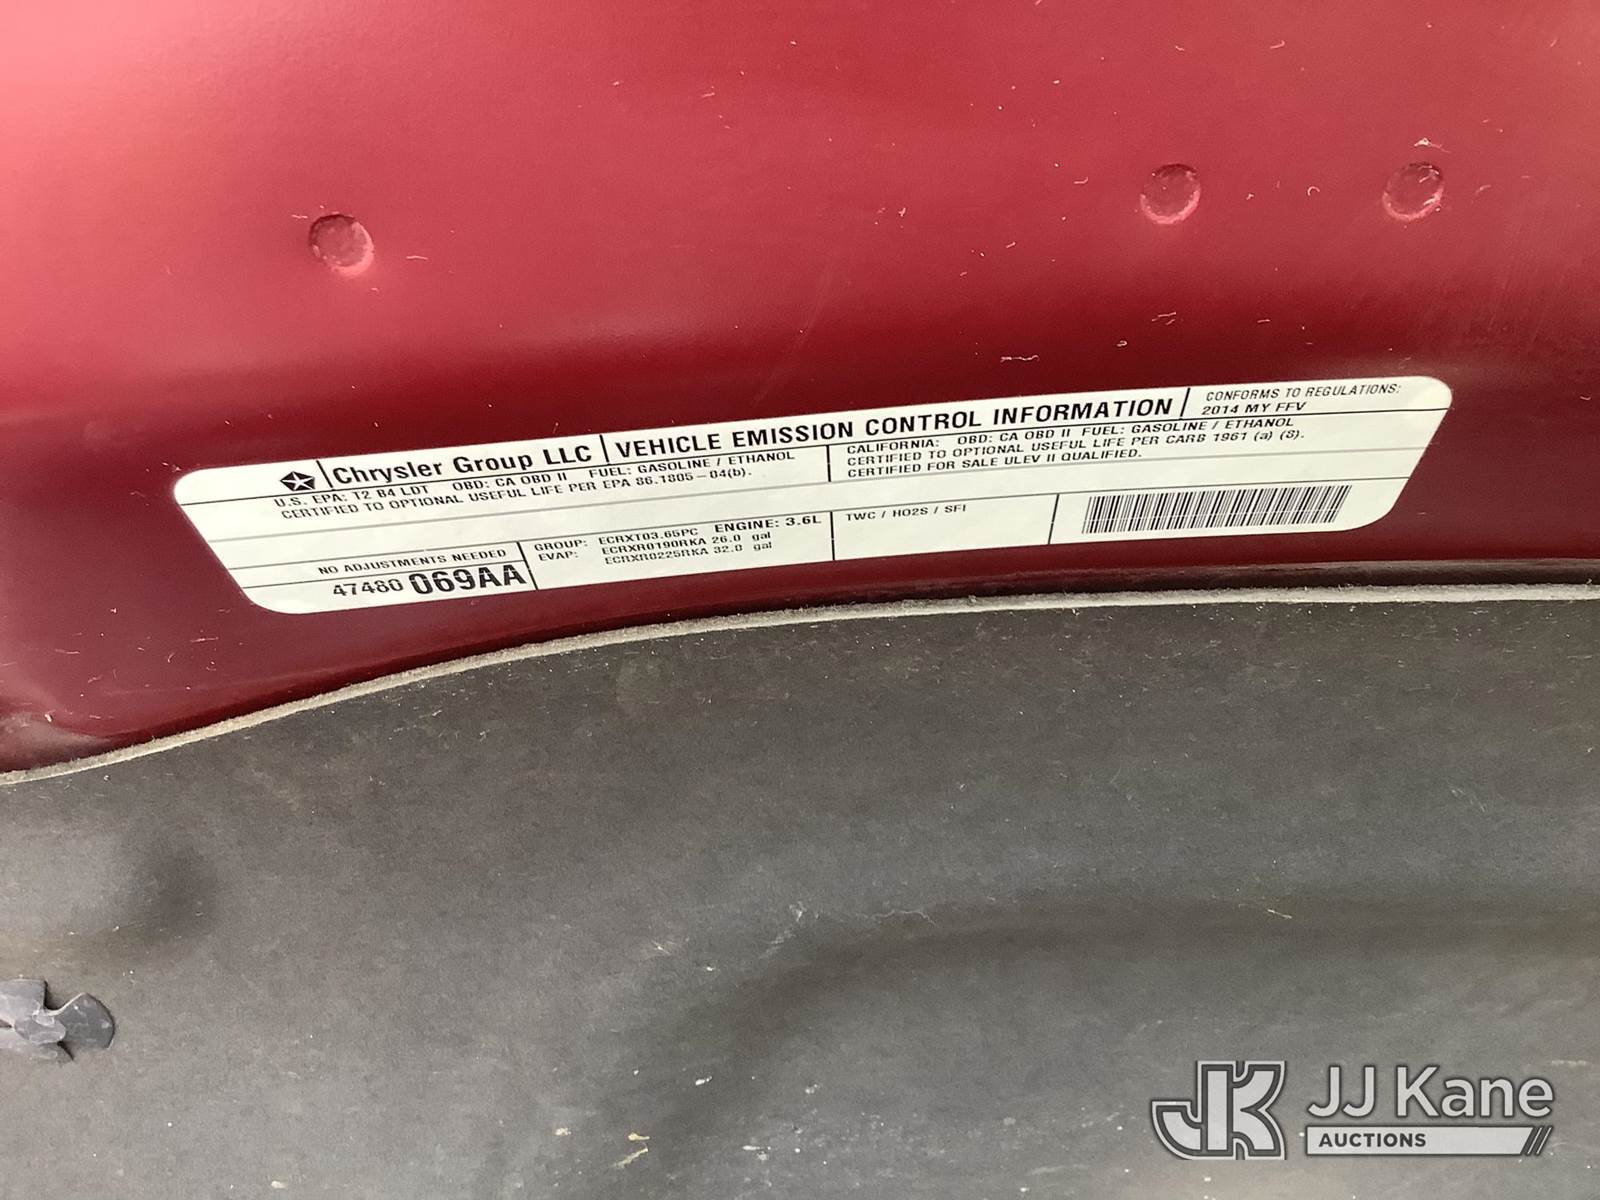 Chrysler Group LLC
VEHICLE EMISSION CONTROL INFORMATION
CONFORMS TO REGULATIONS:
2014 MY FFV
U.S. EPA: T2 B4 LDT OBD: CA OBD II FUEL: GASOLINE / ETHANOL
CERTIFIED TO OPTIONAL USEFUL LIFE PER EPA 86.1805-04(b).
CALIFORNIA: OBD: CA OBD II FUEL: GASOLINE / ETHANOL
CERTIFIED TO OPTIONAL USEFUL LIFE PER CARB 1961 (a) (8).
CERTIFIED FOR SALE ULEV II QUALIFIED.
NO ADJUSTMENTS NEEDED
47480 069AA
GROUP: ECRXT03.65PC ENGINE: 3.6L
EVAP: ECRXR0190RKA 26.0 gal
ECRXR0225RKA 32.0 gal
TWC / HO2S / SFI
JK JJ Kane
AUCTIONS